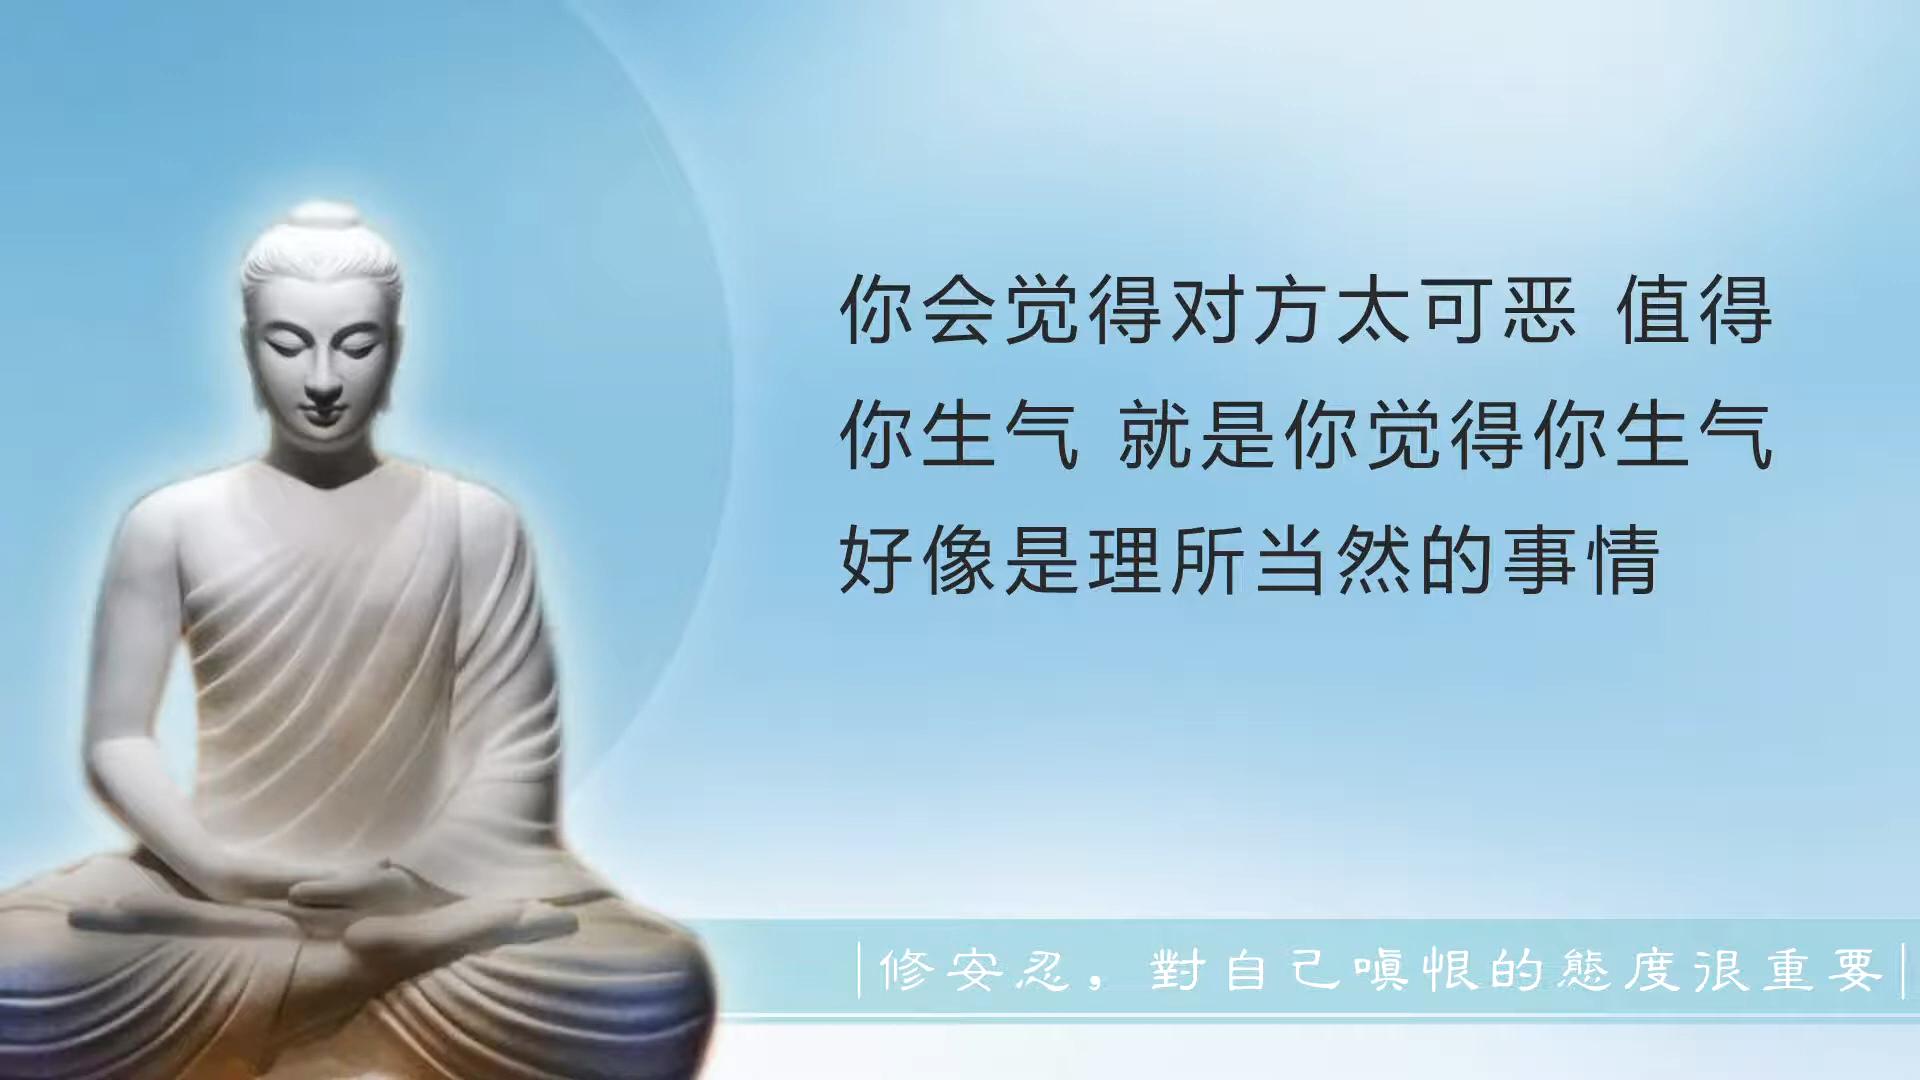 你会觉得对方太可恶 值得
你生气 就是你觉得你生气
好像是理所当然的事情
|修安忍，對自己嗔恨的態度很重要|